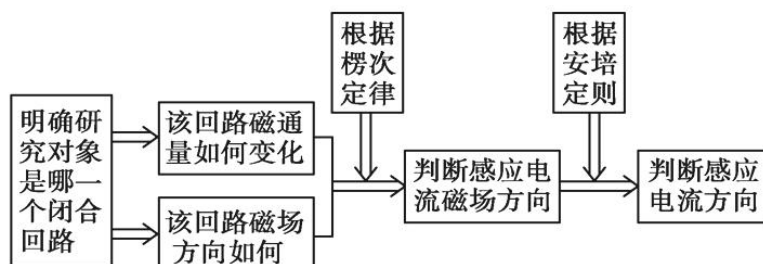 明确研
究对象
是哪一
个闭合
回路
该回路磁通
量如何变化
该回路磁场
方向如何
根据
楞次
定律
判断感应电
流磁场方向
根据
安培
定则
判断感应
电流方向